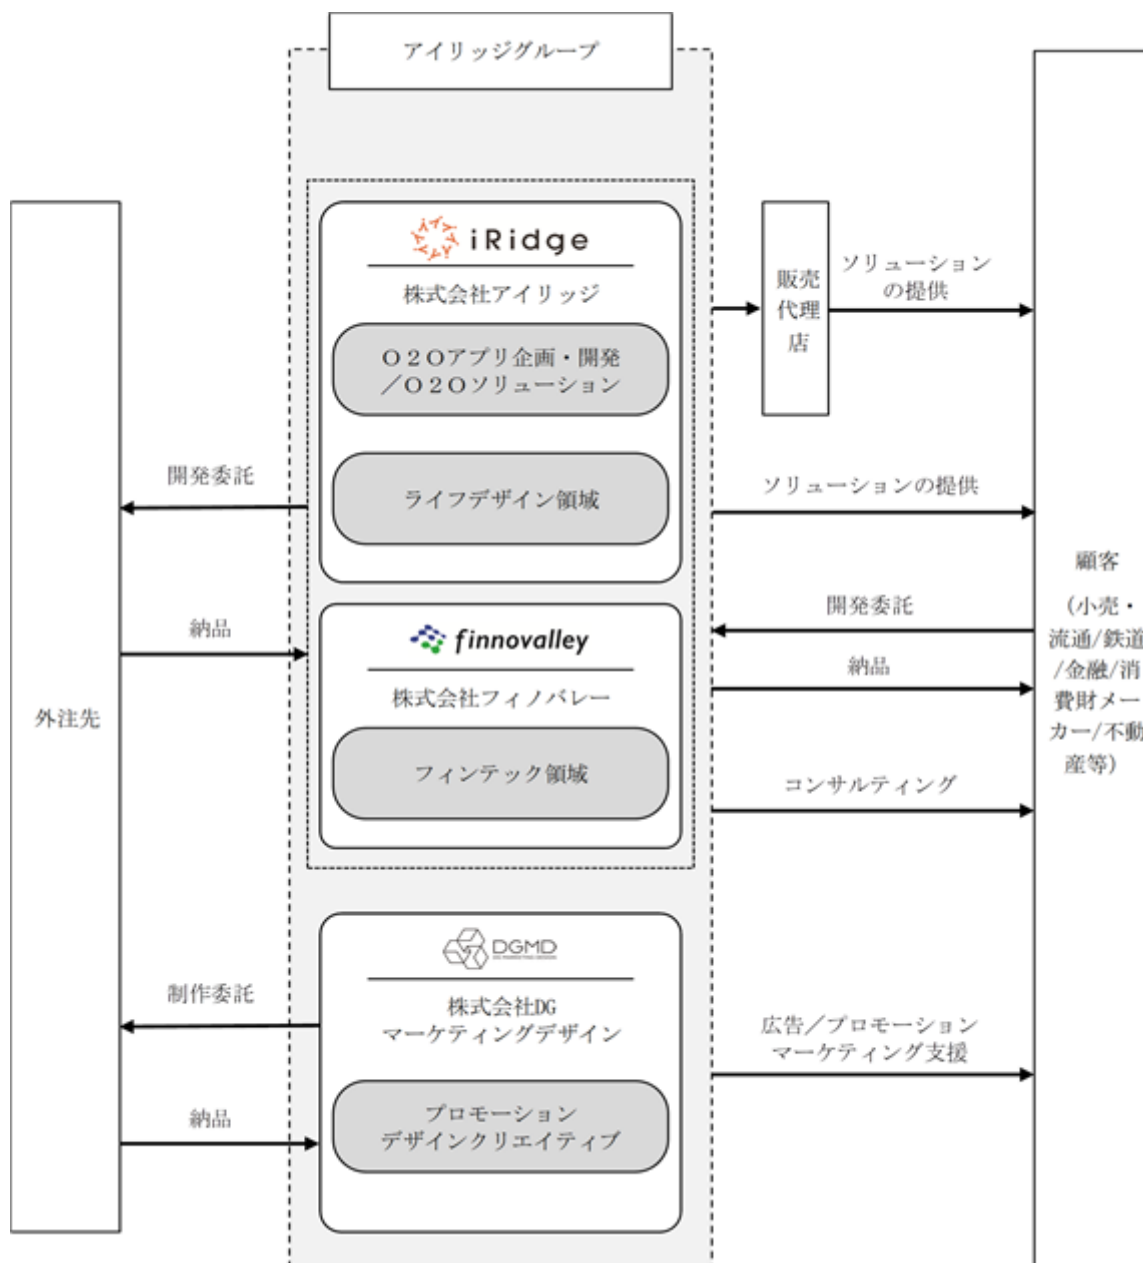 アイリッジグループ
iRidge
株式会社アイリッジ
O2Oアプリ企画・開発
/O2Oソリューション
ライフデザイン領域
finnovalley
株式会社フィノバレー
フィンテック領域
DGMD
DG MARKETING DESIGN
株式会社DG
マーケティングデザイン
プロモーション
デザインクリエイティブ
外注先
開発委託
納品
制作委託
納品
販売
代理
店
ソリューション
の提供
ソリューションの提供
開発委託
納品
コンサルティング
広告/プロモーション
マーケティング支援
顧客
(小売・
流通/鉄道
/金融/消
費財メー
カー/不動
産等)